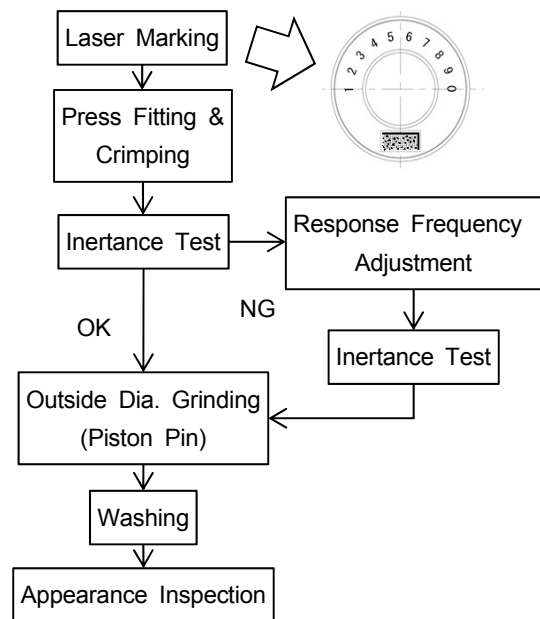 Laser Marking
1 2 3 4 5 6 7 8 9 0
Press Fitting &
Crimping
Inertance Test
Response Frequency
Adjustment
OK
NG
Inertance Test
Outside Dia. Grinding
(Piston Pin)
Washing
Appearance Inspection